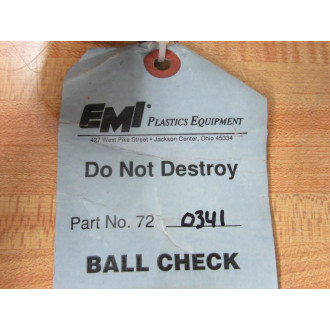 EMI® PLASTICS EQUIPMENT
427 West Pike Street • Jackson Center, Ohio 45334
Do Not Destroy
Part No. 72 0341
BALL CHECK